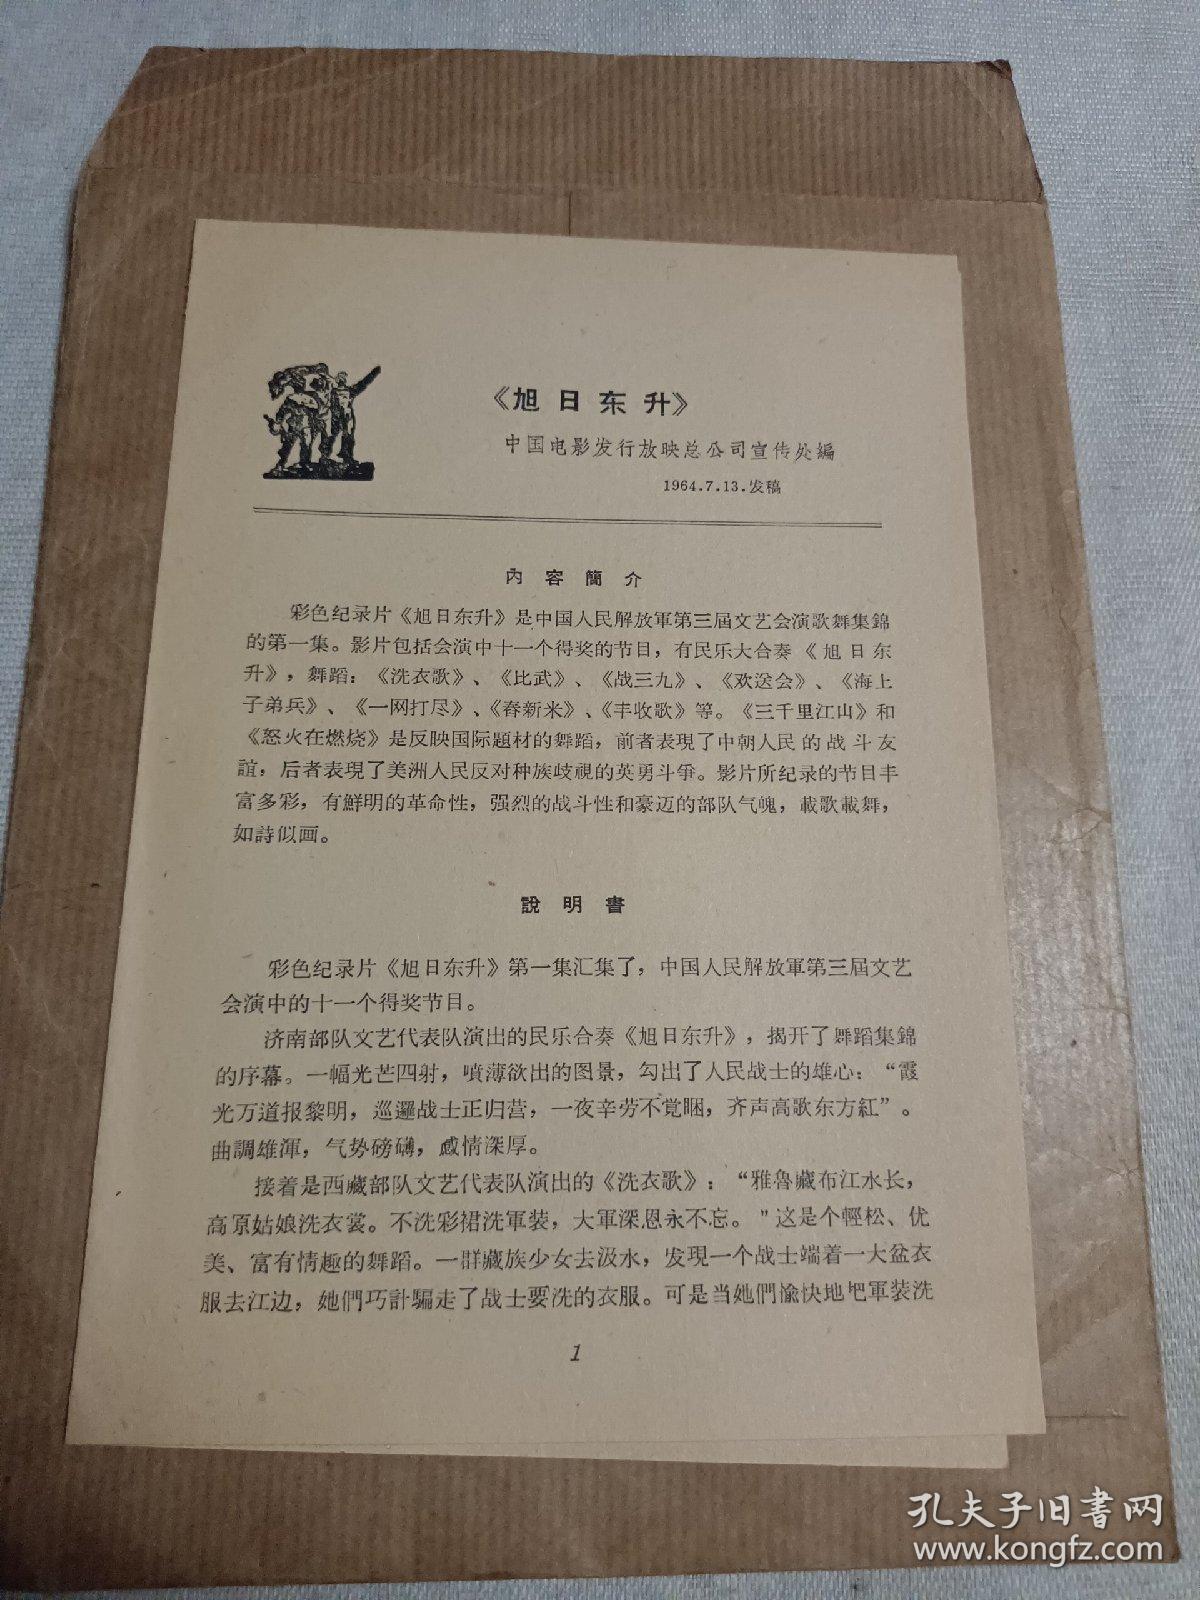 《旭日东升》
中国电影发行放映总公司宣传处編
1964.7.13.发稿
内容簡介
彩色纪录片《旭日东升》是中国人民解放軍第三屆文艺会演歌舞集錦
的第一集。影片包括会演中十一个得奖的节目，有民乐大合奏《旭日东
升》，舞蹈：《洗衣歌》、《比武》、《战三九》、《欢送会》、《海上
子弟兵》、《一网打尽》、《春新米》、《丰收歌》等。《三千里江山》和
《怒火在燃烧》是反映国际題材的舞蹈，前者表現了中朝人民的战斗友
誼，后者表現了美洲人民反对种族歧視的英勇斗爭。影片所纪录的节目丰
富多彩，有鮮明的革命性，强烈的战斗性和豪迈的部队气魄，載歌載舞，
如詩似画。
說明書
彩色纪录片《旭日东升》第一集汇集了，中国人民解放軍第三屆文艺
会演中的十一个得奖节目。
济南部队文艺代表队演出的民乐合奏《旭日东升》，揭开了舞蹈集錦
的序幕。一幅光芒四射，喷薄欲出的图景，勾出了人民战士的雄心：“霞
光万道报黎明，巡邏战士正归营，一夜辛劳不覚睏，齐声高歌东方紅”。
曲調雄渾，气势磅礴，感情深厚。
接着是西藏部队文艺代表队演出的《洗衣歌》：“雅魯藏布江水长，
高原姑娘洗衣裳。不洗彩裙洗軍装，大軍深恩永不忘。"这是个輕松、优
美、富有情趣的舞蹈。一群藏族少女去汲水，发現一个战士端着一大盆衣
服去江边，她們巧計騙走了战士要洗的衣服。可是当她們愉快地把軍装洗
1
孔夫子旧書网
www.kongfz.com